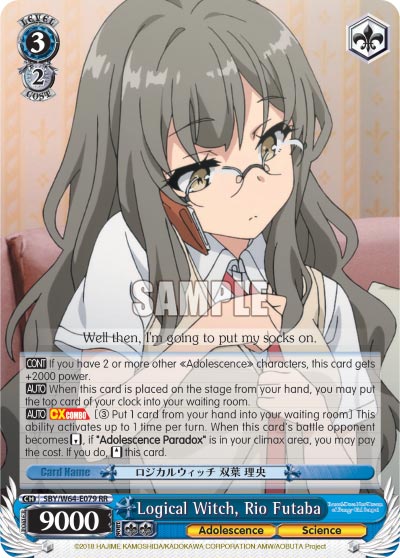 LEVEL
3
2
COST
SAMPLE
Well then, I'm going to put my socks on.
CONT If you have 2 or more other «Adolescence» characters, this card gets
+2000 power.
AUTO When this card is placed on the stage from your hand, you may put
the top card of your clock into your waiting room.
AUTO CXCOMBO [③ Put 1 card from your hand into your waiting room] This
ability activates up to 1 time per turn. When this card's battle opponent
becomes [▾], if "Adolescence Paradox" is in your climax area, you may pay
the cost. If you do, [▴] this card.
Card Name ロジカルウィッチ 双葉 理央
CH SBY/W64-E079 RR
Logical Witch, Rio Futaba
POWER 9000
Adolescence Science
©2018 HAJIME KAMOSHIDA/KADOKAWA CORPORATION AMW/AOBUTA Project